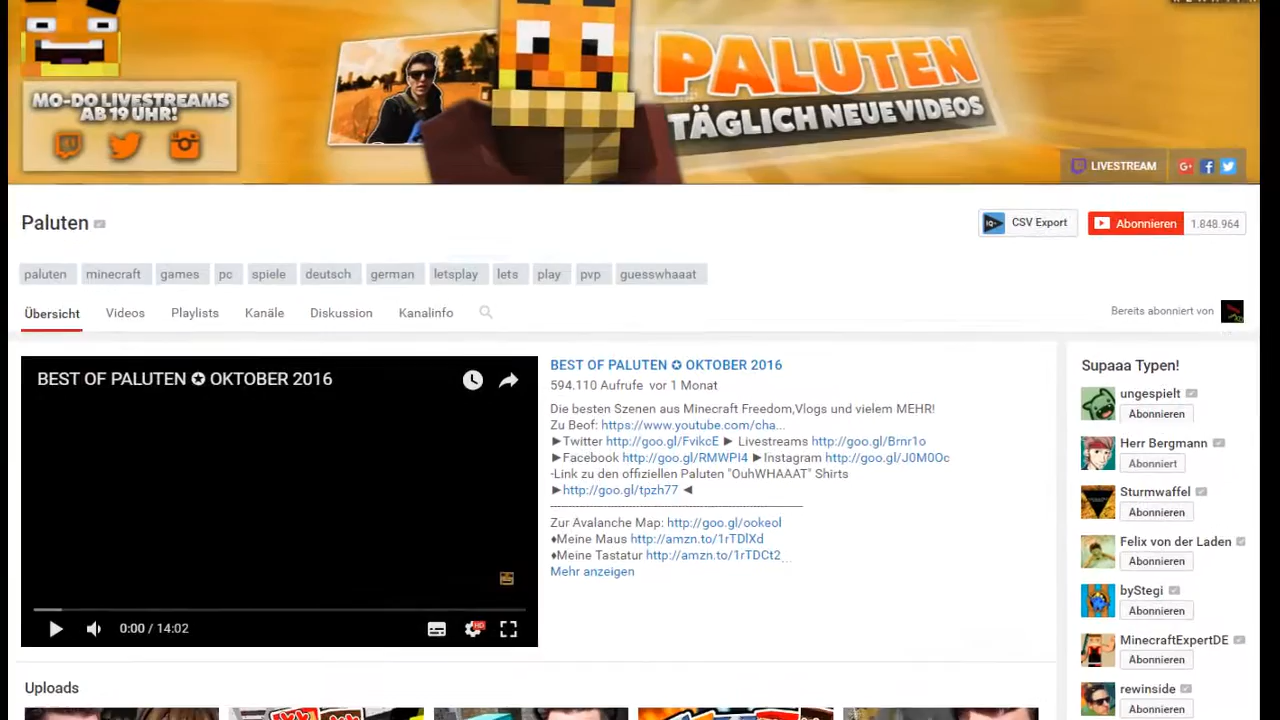 MO-DO LIVESTREAMS
AB 19 UHR!
PALUTEN
TÄGLICH NEUE VIDEOS
LIVESTREAM
Paluten
CSV Export
Abonnieren 1.848.964
paluten minecraft games pc spiele deutsch german letsplay lets play pvp guesswhaaat
Übersicht Videos Playlists Kanäle Diskussion Kanalinfo
Bereits abonniert von
BEST OF PALUTEN ✪ OKTOBER 2016
0:00 / 14:02
HD
BEST OF PALUTEN ✪ OKTOBER 2016
594.110 Aufrufe vor 1 Monat
Die besten Szenen aus Minecraft Freedom,Vlogs und vielem MEHR!
Zu Beof: https://www.youtube.com/cha...
►Twitter http://goo.gl/FvikcE ► Livestreams http://goo.gl/Brnr1o
►Facebook http://goo.gl/RMWPI4 ►Instagram http://goo.gl/J0M0Oc
-Link zu den offiziellen Paluten "OuhWHAAAT" Shirts
►http://goo.gl/tpzh77 ◄
Zur Avalanche Map: http://goo.gl/ookeol
♦Meine Maus http://amzn.to/1rTDlXd
♦Meine Tastatur http://amzn.to/1rTDCt2...
Mehr anzeigen
Supaaa Typen!
ungespielt
Abonnieren
Herr Bergmann
Abonniert
Sturmwaffel
Abonnieren
Felix von der Laden
Abonnieren
byStegi
Abonnieren
MinecraftExpertDE
Abonnieren
rewinside
Abonnieren
Uploads